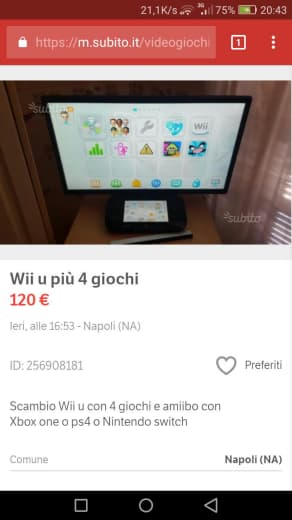 21,1K/s 3G 75% 20:43
https://m.subito.it/videogiochi
1
subito
Wii
subito
Wii u più 4 giochi
120 €
Ieri, alle 16:53 - Napoli (NA)
ID: 256908181 Preferiti
Scambio Wii u con 4 giochi e amiibo con
Xbox one o ps4 o Nintendo switch
Comune Napoli (NA)